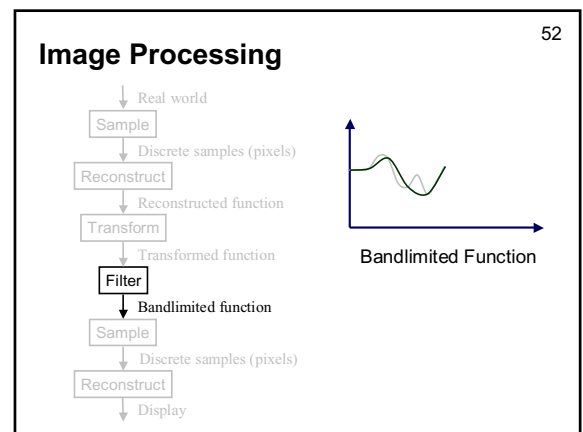 52
Image Processing
Real world
Sample
Discrete samples (pixels)
Reconstruct
Reconstructed function
Transform
Transformed function
Filter
Bandlimited function
Sample
Discrete samples (pixels)
Reconstruct
Display
Bandlimited Function